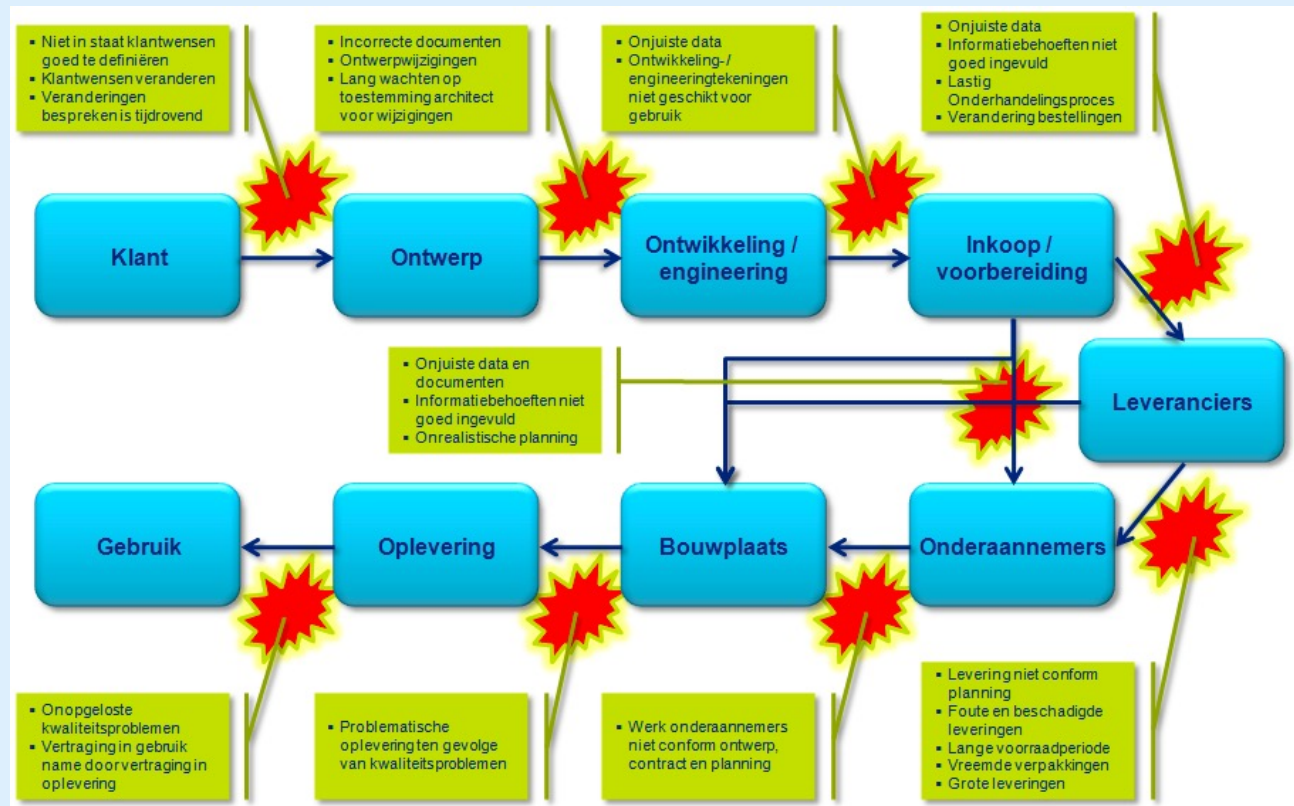 ▪ Niet in staat klantwensen
goed te definiëren
▪ Klantwensen veranderen
▪ Veranderingen
bespreken is tijdrovend
▪ Incorrecte documenten
▪ Ontwerpwijzigingen
▪ Lang wachten op
toestemming architect
voor wijzigingen
▪ Onjuiste data
▪ Ontwikkeling-/
engineeringtekeningen
niet geschikt voor
gebruik
▪ Onjuiste data
▪ Informatiebehoeften niet
goed ingevuld
▪ Lastig
Onderhandelingsproces
▪ Verandering bestellingen
Klant
Ontwerp
Ontwikkeling /
engineering
Inkoop /
voorbereiding
▪ Onjuiste data en
documenten
▪ Informatiebehoeften niet
goed ingevuld
▪ Onrealistische planning
Leveranciers
Gebruik
Oplevering
Bouwplaats
Onderaannemers
▪ Onopgeloste
kwaliteitsproblemen
▪ Vertraging in gebruik
name door vertraging in
oplevering
▪ Problematische
oplevering ten gevolge
van kwaliteitsproblemen
▪ Werk onderaannemers
niet conform ontwerp,
contract en planning
▪ Levering niet conform
planning
▪ Foute en beschadigde
leveringen
▪ Lange voorraadperiode
▪ Vreemde verpakkingen
▪ Grote leveringen